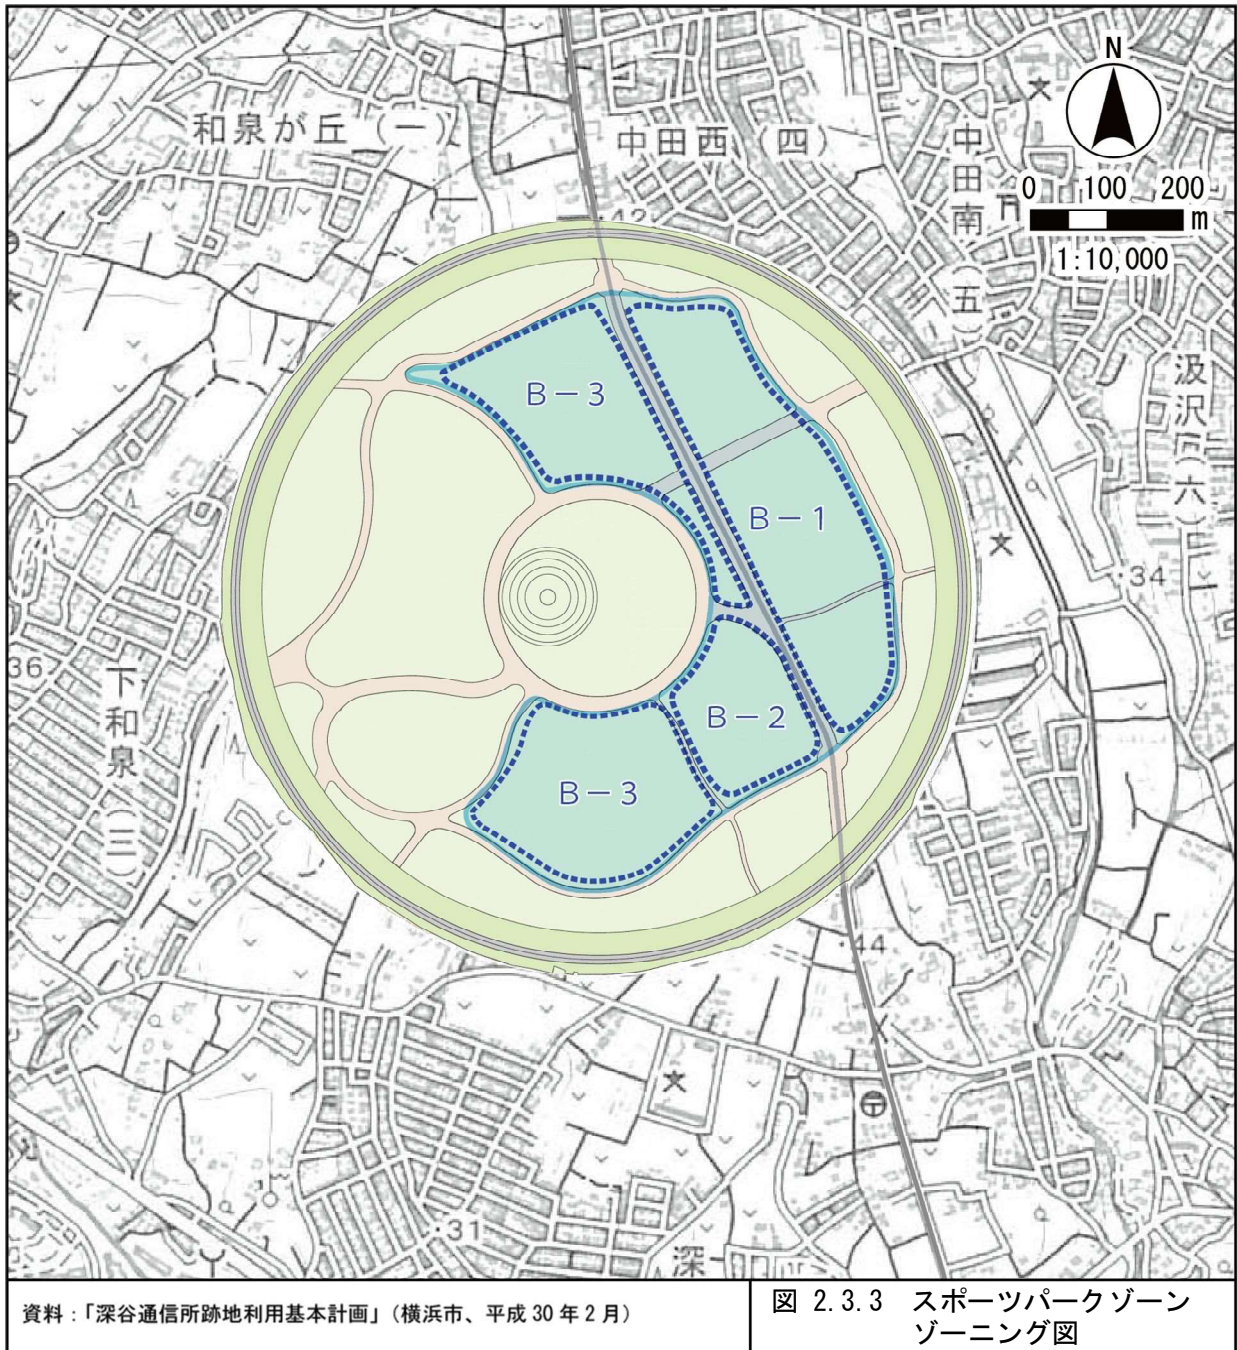 N
0 100 200
m
1:10,000
和泉が丘(一)
中田西(四)
中田南(五)
汲沢(六)
42
B-3
B-1
B-2
B-3
34
36
下和泉(三)
44
31
深
資料:「深谷通信所跡地利用基本計画」(横浜市、平成30年2月)
図 2.3.3 スポーツパークゾーン
ゾーニング図